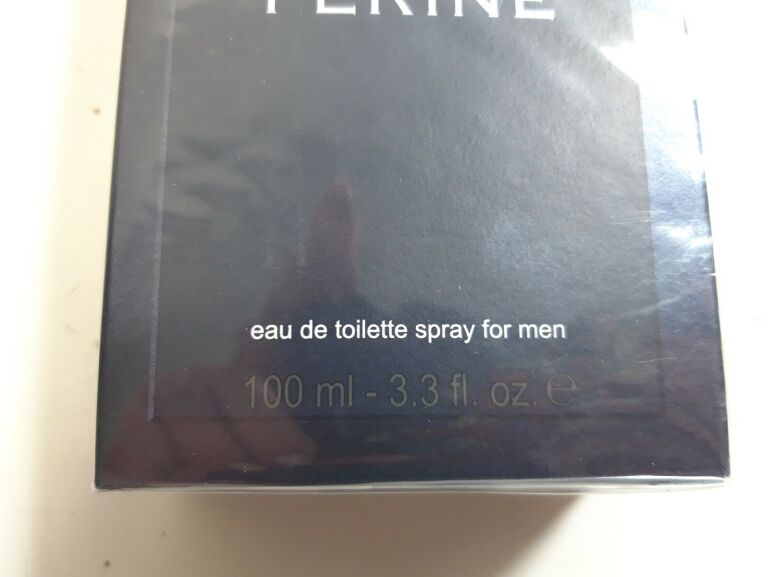 eau de toilette spray for men
100 ml - 3.3 fl. oz. ℮